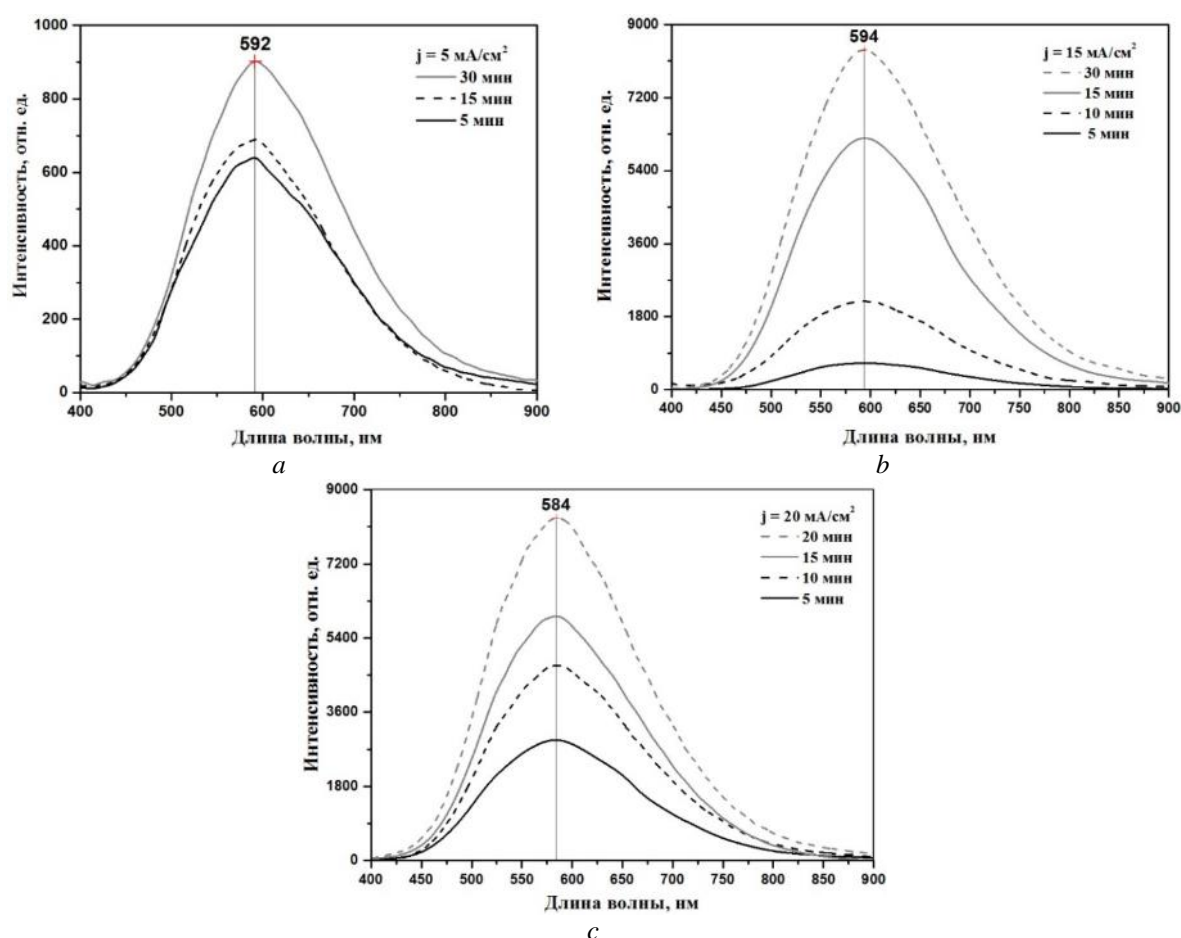 1000
800
600
400
200
0
Интенсивность, отн. ед.
592
j = 5 мА/см²
30 мин
15 мин
5 мин
400 500 600 700 800 900
Длина волны, нм
a
9000
7200
5400
3600
1800
0
Интенсивность, отн. ед.
594
j = 15 мА/см²
30 мин
15 мин
10 мин
5 мин
400 450 500 550 600 650 700 750 800 850 900
Длина волны, нм
b
9000
7200
5400
3600
1800
0
Интенсивность, отн. ед.
584
j = 20 мА/см²
20 мин
15 мин
10 мин
5 мин
400 450 500 550 600 650 700 750 800 850 900
Длина волны, нм
c